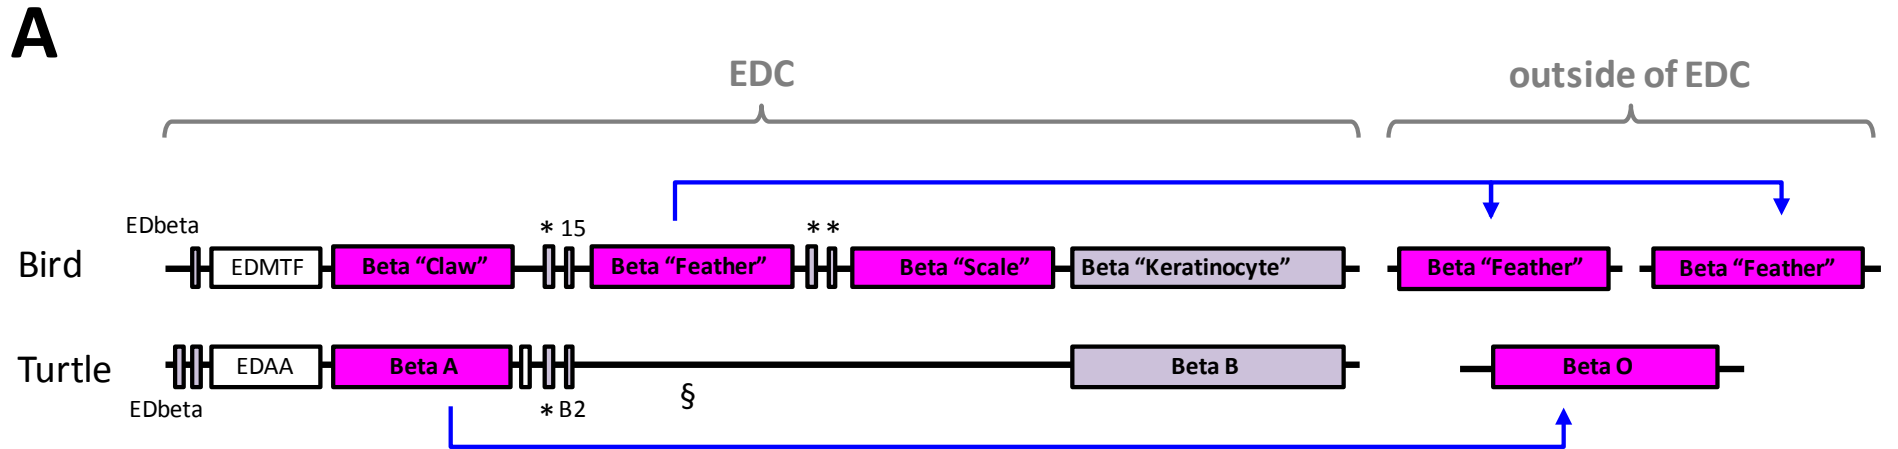 A
EDC outside of EDC
EDbeta * 15 * *
Bird EDMTF Beta “Claw” Beta “Feather” Beta “Scale” Beta “Keratinocyte” Beta “Feather” Beta “Feather”
Turtle EDAA Beta A Beta B Beta O
EDbeta * B2 §